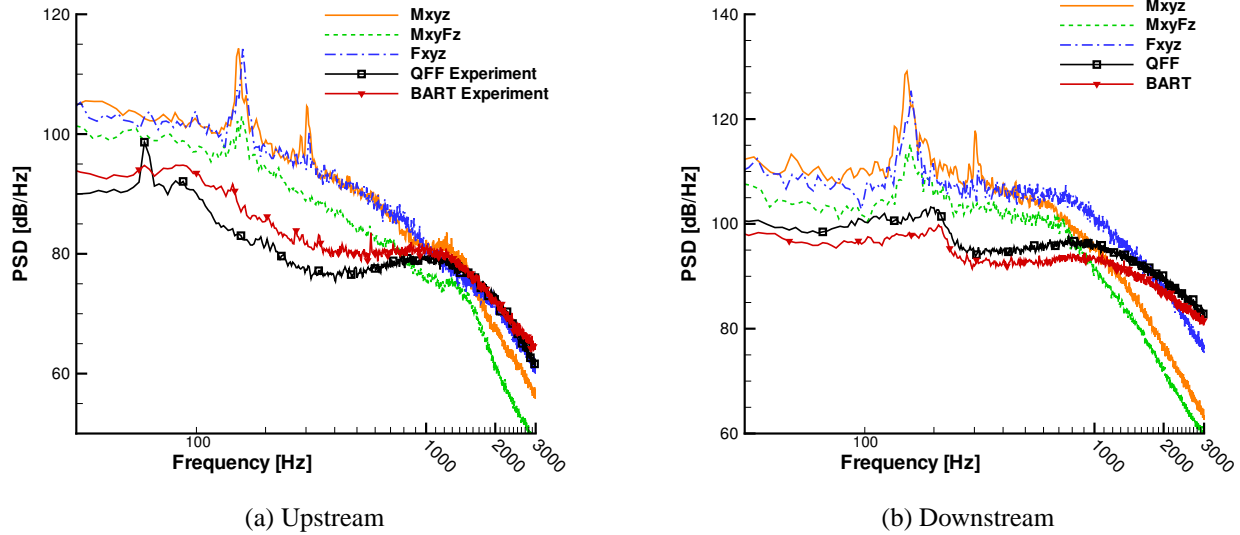 Mxyz
MxyFz
Fxyz
QFF Experiment
BART Experiment
PSD [dB/Hz]
120
100
80
60
100
1000
2000
3000
Frequency [Hz]
(a) Upstream
Mxyz
MxyFz
Fxyz
QFF
BART
PSD [dB/Hz]
140
120
100
80
60
100
1000
2000
3000
Frequency [Hz]
(b) Downstream